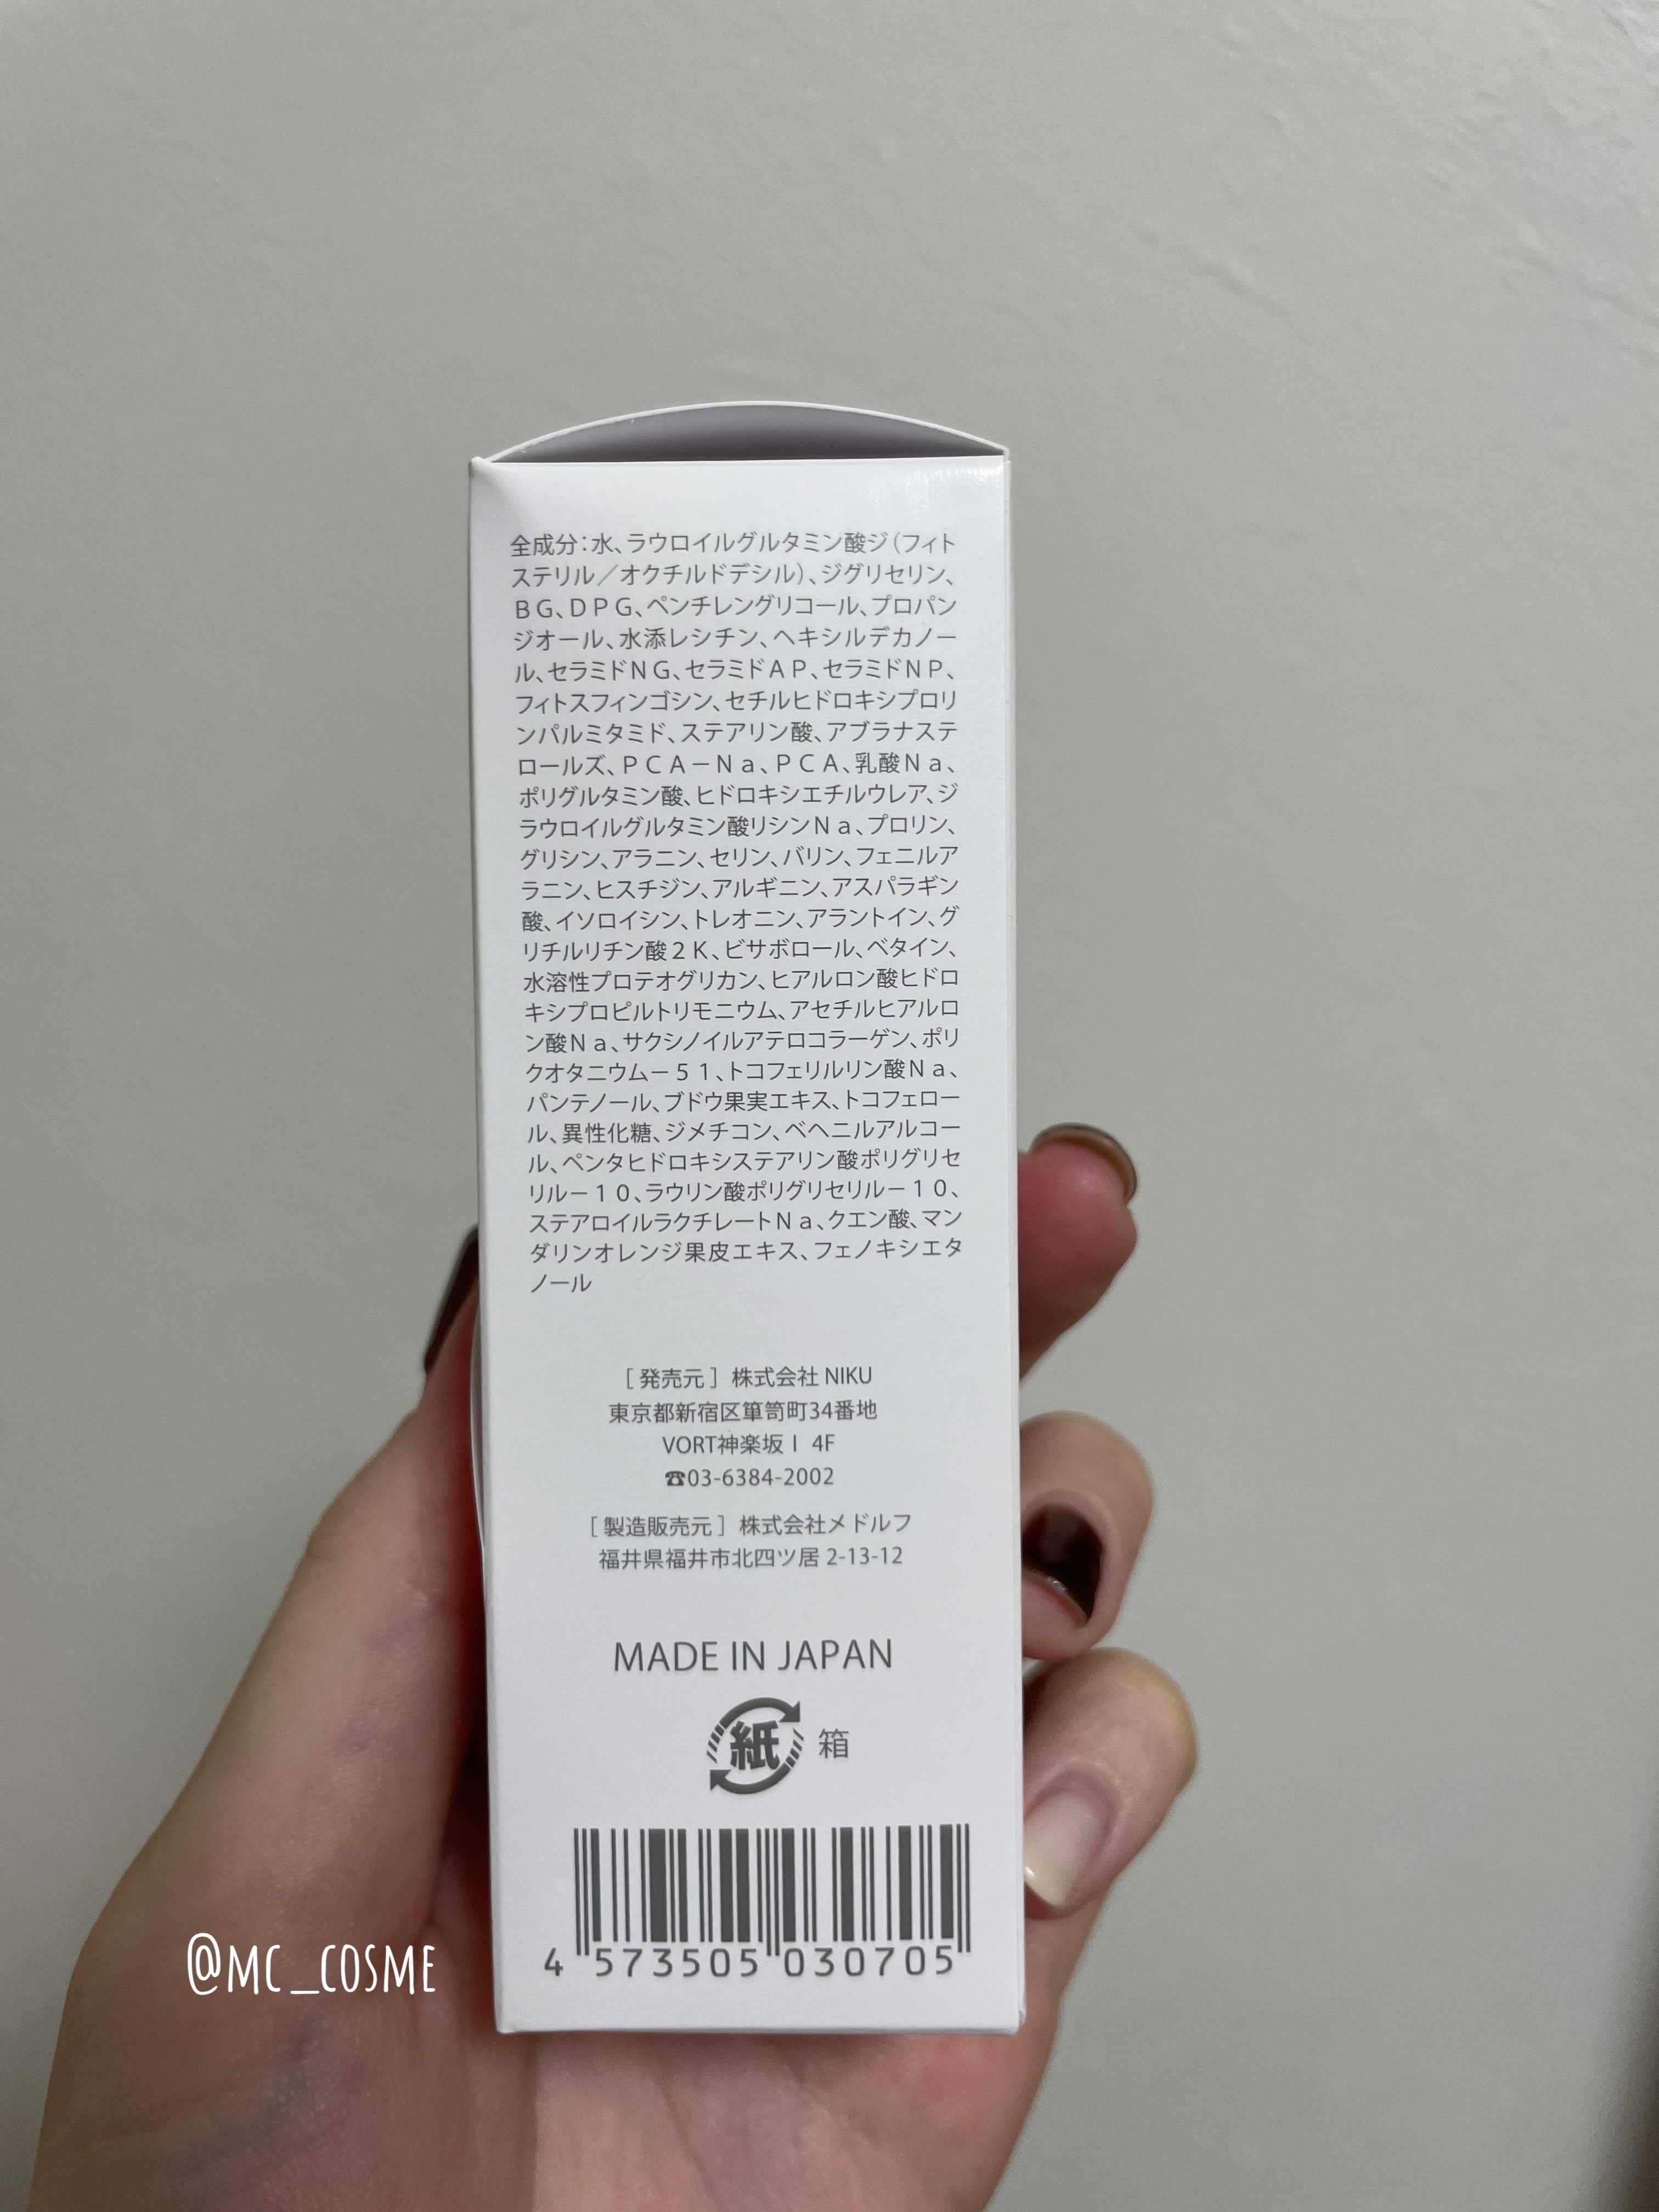 全成分：水、ラウロイルグルタミン酸ジ（フィト
ステリル／オクチルドデシル）、ジグリセリン、
ＢＧ、ＤＰＧ、ペンチレングリコール、プロパン
ジオール、水添レシチン、ヘキシルデカノー
ル、セラミドＮＧ、セラミドＡＰ、セラミドＮＰ、
フィトスフィンゴシン、セチルヒドロキシプロリ
ンパルミタミド、ステアリン酸、アブラナステ
ロールズ、ＰＣＡ－Ｎａ、ＰＣＡ、乳酸Ｎａ、
ポリグルタミン酸、ヒドロキシエチルウレア、ジ
ラウロイルグルタミン酸リシンＮａ、プロリン、
グリシン、アラニン、セリン、バリン、フェニルア
ラニン、ヒスチジン、アルギニン、アスパラギン
酸、イソロイシン、トレオニン、アラントイン、グ
リチルリチン酸２Ｋ、ビサボロール、ベタイン、
水溶性プロテオグリカン、ヒアルロン酸ヒドロ
キシプロピルトリモニウム、アセチルヒアルロ
ン酸Ｎａ、サクシノイルアテロコラーゲン、ポリ
クオタニウム－５１、トコフェリルリン酸Ｎａ、
パンテノール、ブドウ果実エキス、トコフェロー
ル、異性化糖、ジメチコン、ベヘニルアルコー
ル、ペンタヒドロキシステアリン酸ポリグリセ
リル－１０、ラウリン酸ポリグリセリル－１０、
ステアロイルラクチレートＮａ、クエン酸、マン
ダリンオレンジ果皮エキス、フェノキシエタ
ノール
［発売元］株式会社 NIKU
東京都新宿区箪笥町34番地
VORT神楽坂Ⅰ 4F
☎03-6384-2002
［製造販売元］株式会社メドルフ
福井県福井市北四ツ居 2-13-12
MADE IN JAPAN
紙 箱
4 573505 030705
@MC_COSME